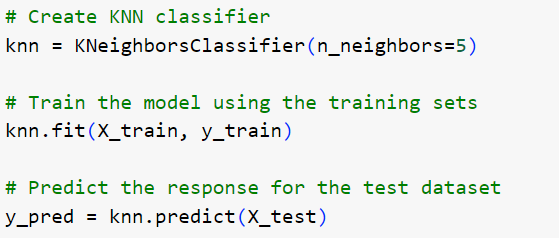 # Create KNN classifier
knn = KNeighborsClassifier(n_neighbors=5)
# Train the model using the training sets
knn.fit(X_train, y_train)
# Predict the response for the test dataset
y_pred = knn.predict(X_test)